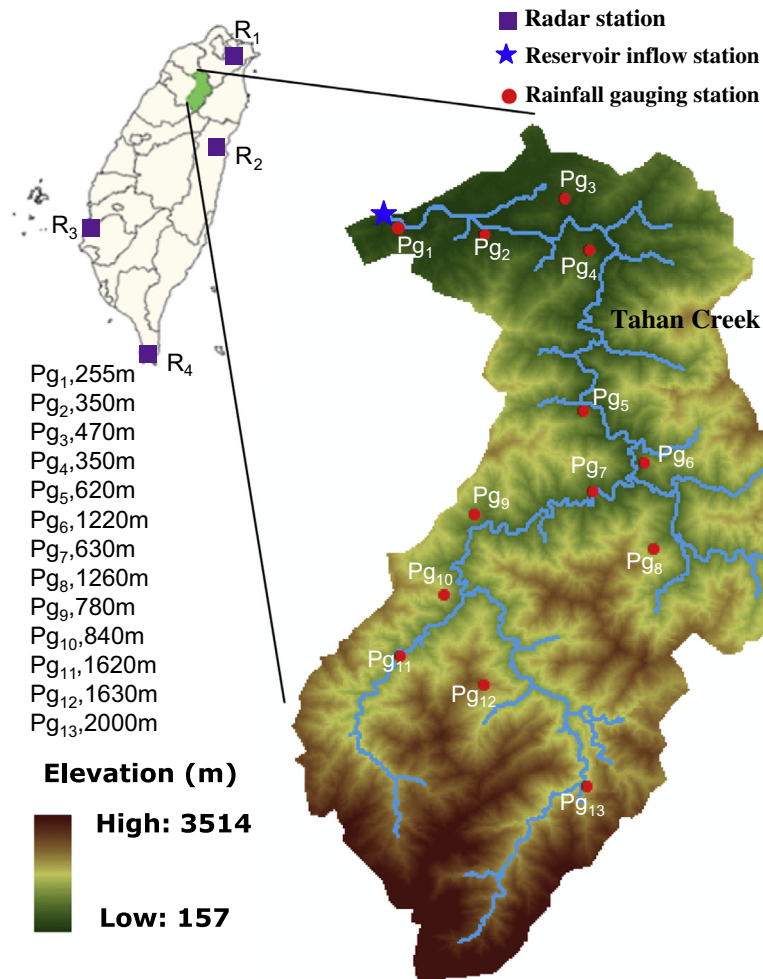 Radar station
Reservoir inflow station
Rainfall gauging station
R1
R2
R3
R4
Pg1,255m
Pg2,350m
Pg3,470m
Pg4,350m
Pg5,620m
Pg6,1220m
Pg7,630m
Pg8,1260m
Pg9,780m
Pg10,840m
Pg11,1620m
Pg12,1630m
Pg13,2000m
Elevation (m)
High: 3514
Low: 157
Pg3
Pg1
Pg2
Pg4
Tahan Creek
Pg5
Pg6
Pg7
Pg9
Pg8
Pg10
Pg11
Pg12
Pg13